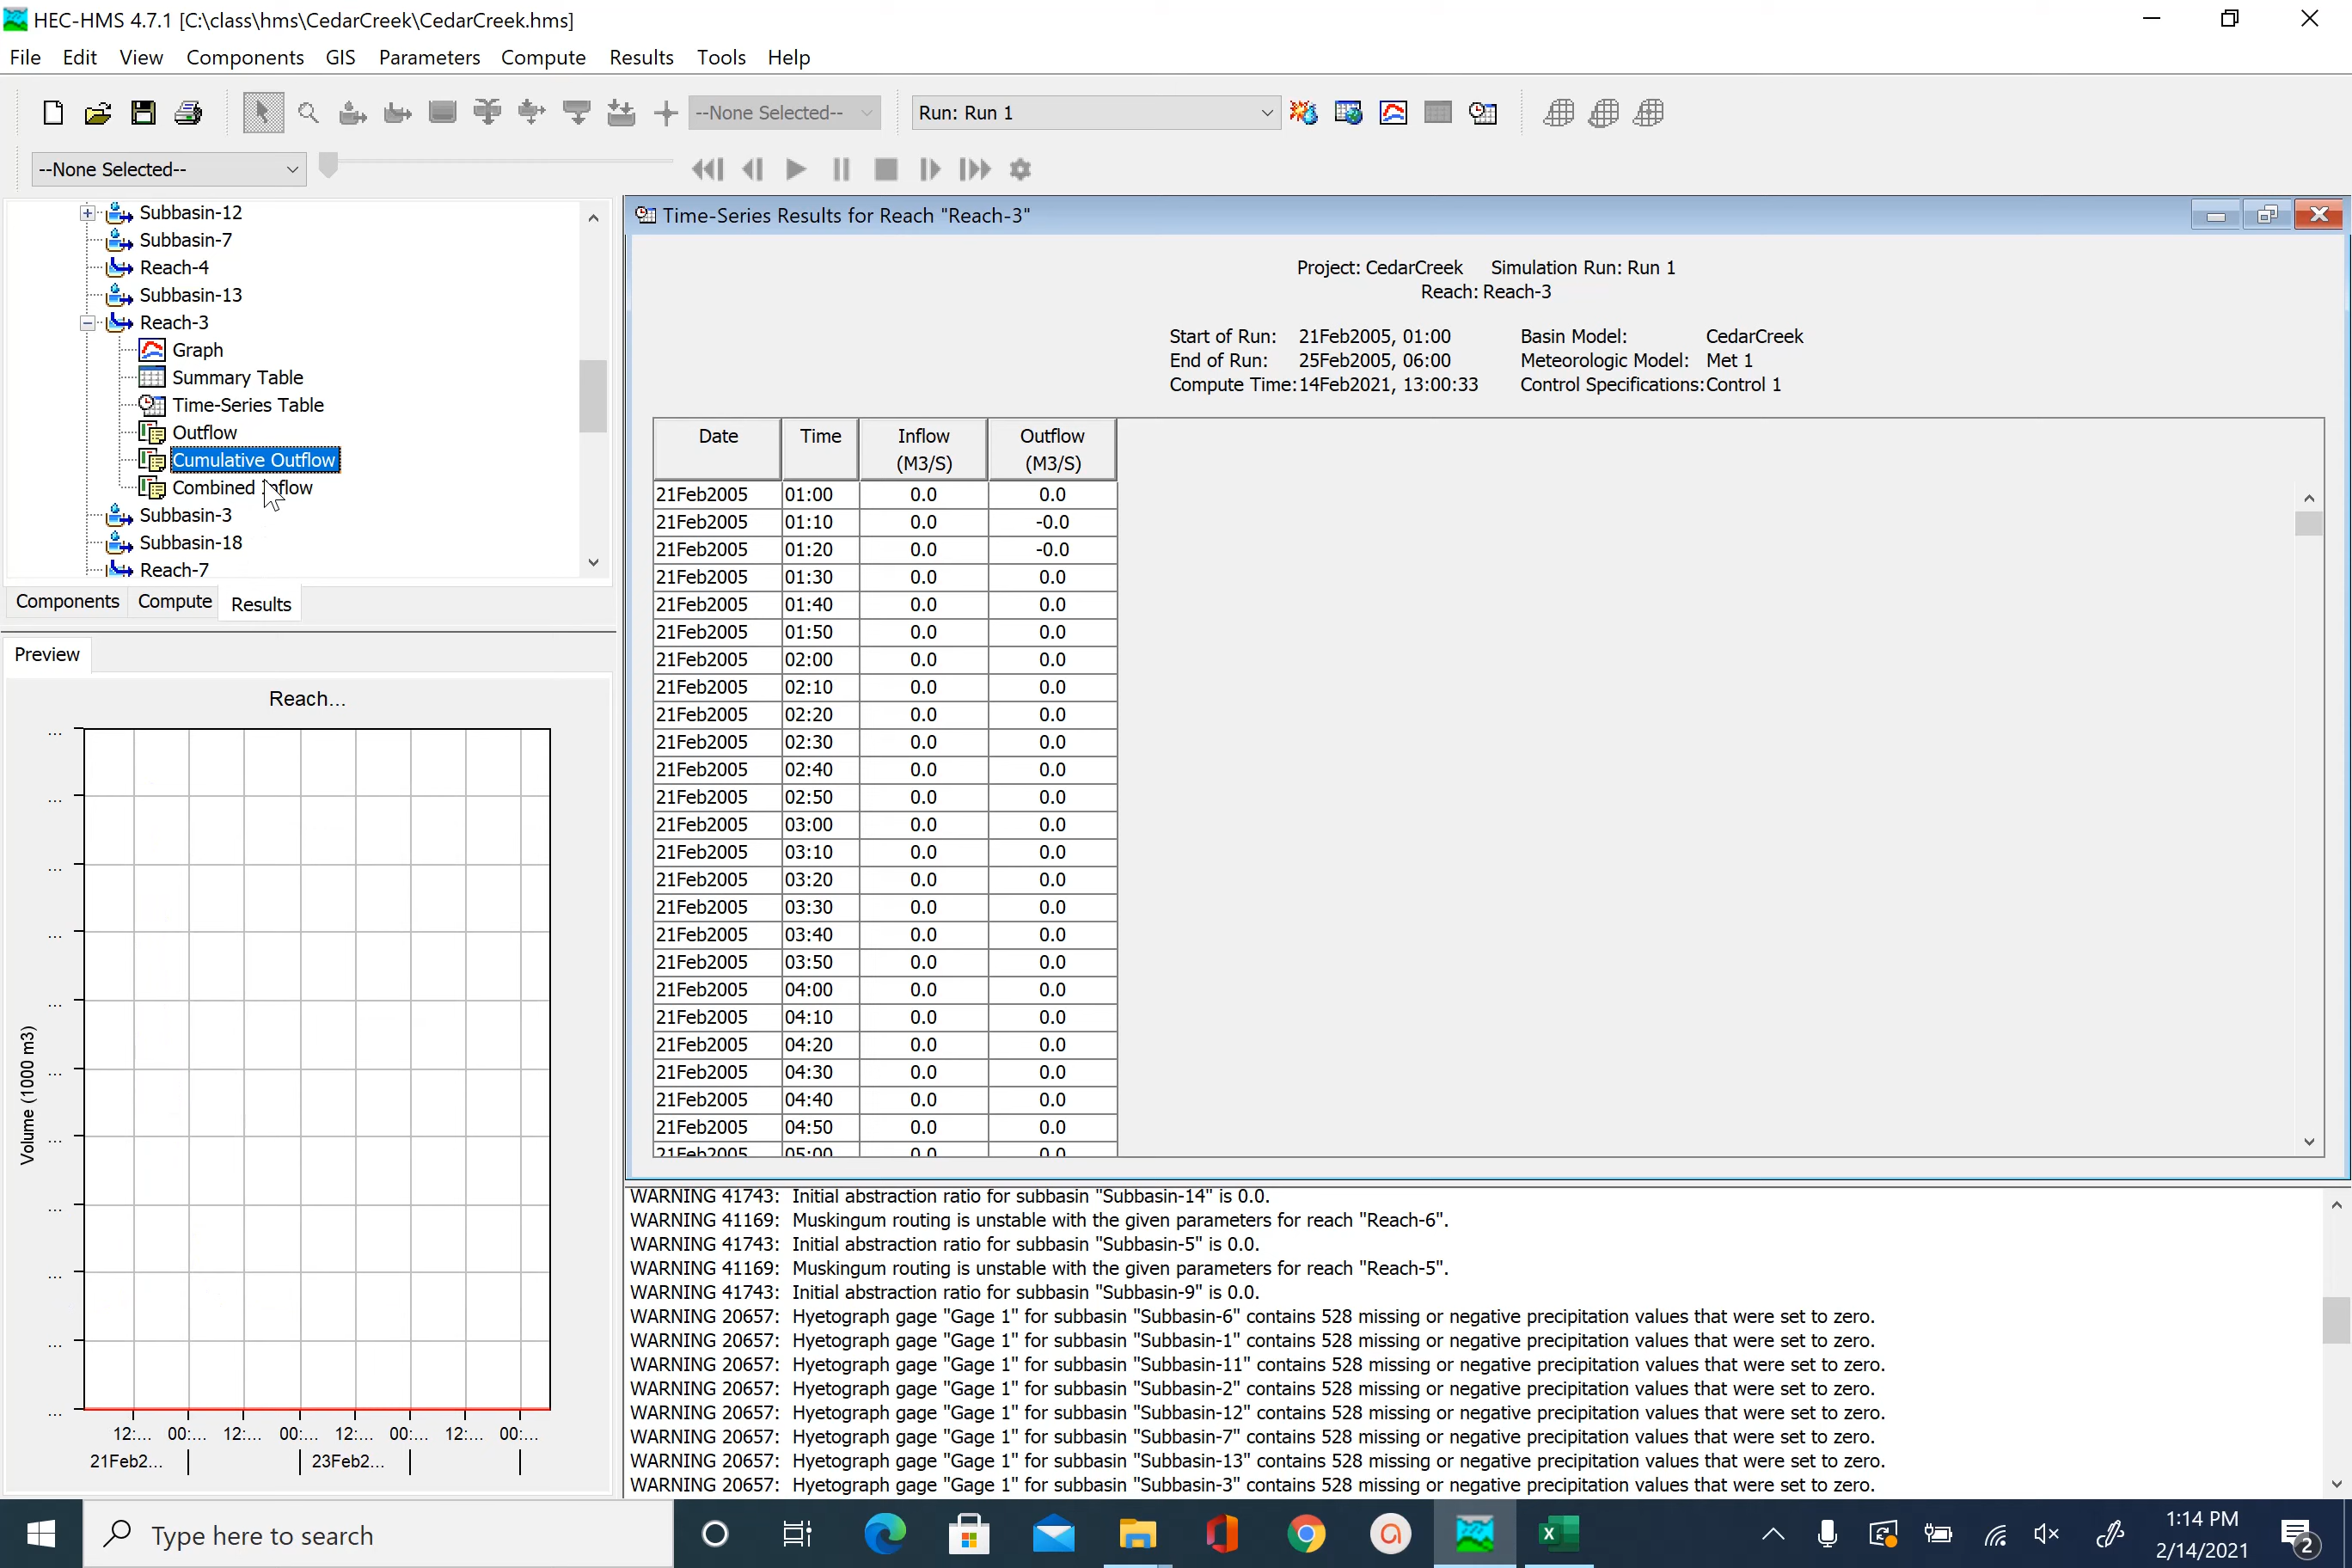 HEC-HMS 4.7.1 [C:\class\hms\CedarCreek\CedarCreek.hms]
File Edit View Components GIS Parameters Compute Results Tools Help
--None Selected-- Run: Run 1
--None Selected--
Subbasin-12
Subbasin-7
Reach-4
Subbasin-13
Reach-3
Graph
Summary Table
Time-Series Table
Outflow
Cumulative Outflow
Combined Inflow
Subbasin-3
Subbasin-18
Reach-7
Components Compute Results
Preview
Reach...
...
...
...
...
...
...
...
...
...
...
...
Volume (1000 m3)
12:... 00:... 12:... 00:... 12:... 00:... 12:... 00:...
21Feb2... 23Feb2...
Time-Series Results for Reach "Reach-3"
Project: CedarCreek Simulation Run: Run 1
Reach: Reach-3
Start of Run: 21Feb2005, 01:00 Basin Model: CedarCreek
End of Run: 25Feb2005, 06:00 Meteorologic Model: Met 1
Compute Time:14Feb2021, 13:00:33 Control Specifications:Control 1
Date Time Inflow Outflow
(M3/S) (M3/S)
21Feb2005 01:00 0.0 0.0
21Feb2005 01:10 0.0 -0.0
21Feb2005 01:20 0.0 -0.0
21Feb2005 01:30 0.0 0.0
21Feb2005 01:40 0.0 0.0
21Feb2005 01:50 0.0 0.0
21Feb2005 02:00 0.0 0.0
21Feb2005 02:10 0.0 0.0
21Feb2005 02:20 0.0 0.0
21Feb2005 02:30 0.0 0.0
21Feb2005 02:40 0.0 0.0
21Feb2005 02:50 0.0 0.0
21Feb2005 03:00 0.0 0.0
21Feb2005 03:10 0.0 0.0
21Feb2005 03:20 0.0 0.0
21Feb2005 03:30 0.0 0.0
21Feb2005 03:40 0.0 0.0
21Feb2005 03:50 0.0 0.0
21Feb2005 04:00 0.0 0.0
21Feb2005 04:10 0.0 0.0
21Feb2005 04:20 0.0 0.0
21Feb2005 04:30 0.0 0.0
21Feb2005 04:40 0.0 0.0
21Feb2005 04:50 0.0 0.0
21Feb2005 05:00 0.0 0.0
WARNING 41743: Initial abstraction ratio for subbasin "Subbasin-14" is 0.0.
WARNING 41169: Muskingum routing is unstable with the given parameters for reach "Reach-6".
WARNING 41743: Initial abstraction ratio for subbasin "Subbasin-5" is 0.0.
WARNING 41169: Muskingum routing is unstable with the given parameters for reach "Reach-5".
WARNING 41743: Initial abstraction ratio for subbasin "Subbasin-9" is 0.0.
WARNING 20657: Hyetograph gage "Gage 1" for subbasin "Subbasin-6" contains 528 missing or negative precipitation values that were set to zero.
WARNING 20657: Hyetograph gage "Gage 1" for subbasin "Subbasin-1" contains 528 missing or negative precipitation values that were set to zero.
WARNING 20657: Hyetograph gage "Gage 1" for subbasin "Subbasin-11" contains 528 missing or negative precipitation values that were set to zero.
WARNING 20657: Hyetograph gage "Gage 1" for subbasin "Subbasin-2" contains 528 missing or negative precipitation values that were set to zero.
WARNING 20657: Hyetograph gage "Gage 1" for subbasin "Subbasin-12" contains 528 missing or negative precipitation values that were set to zero.
WARNING 20657: Hyetograph gage "Gage 1" for subbasin "Subbasin-7" contains 528 missing or negative precipitation values that were set to zero.
WARNING 20657: Hyetograph gage "Gage 1" for subbasin "Subbasin-13" contains 528 missing or negative precipitation values that were set to zero.
WARNING 20657: Hyetograph gage "Gage 1" for subbasin "Subbasin-3" contains 528 missing or negative precipitation values that were set to zero.
Type here to search
1:14 PM
2/14/2021
2